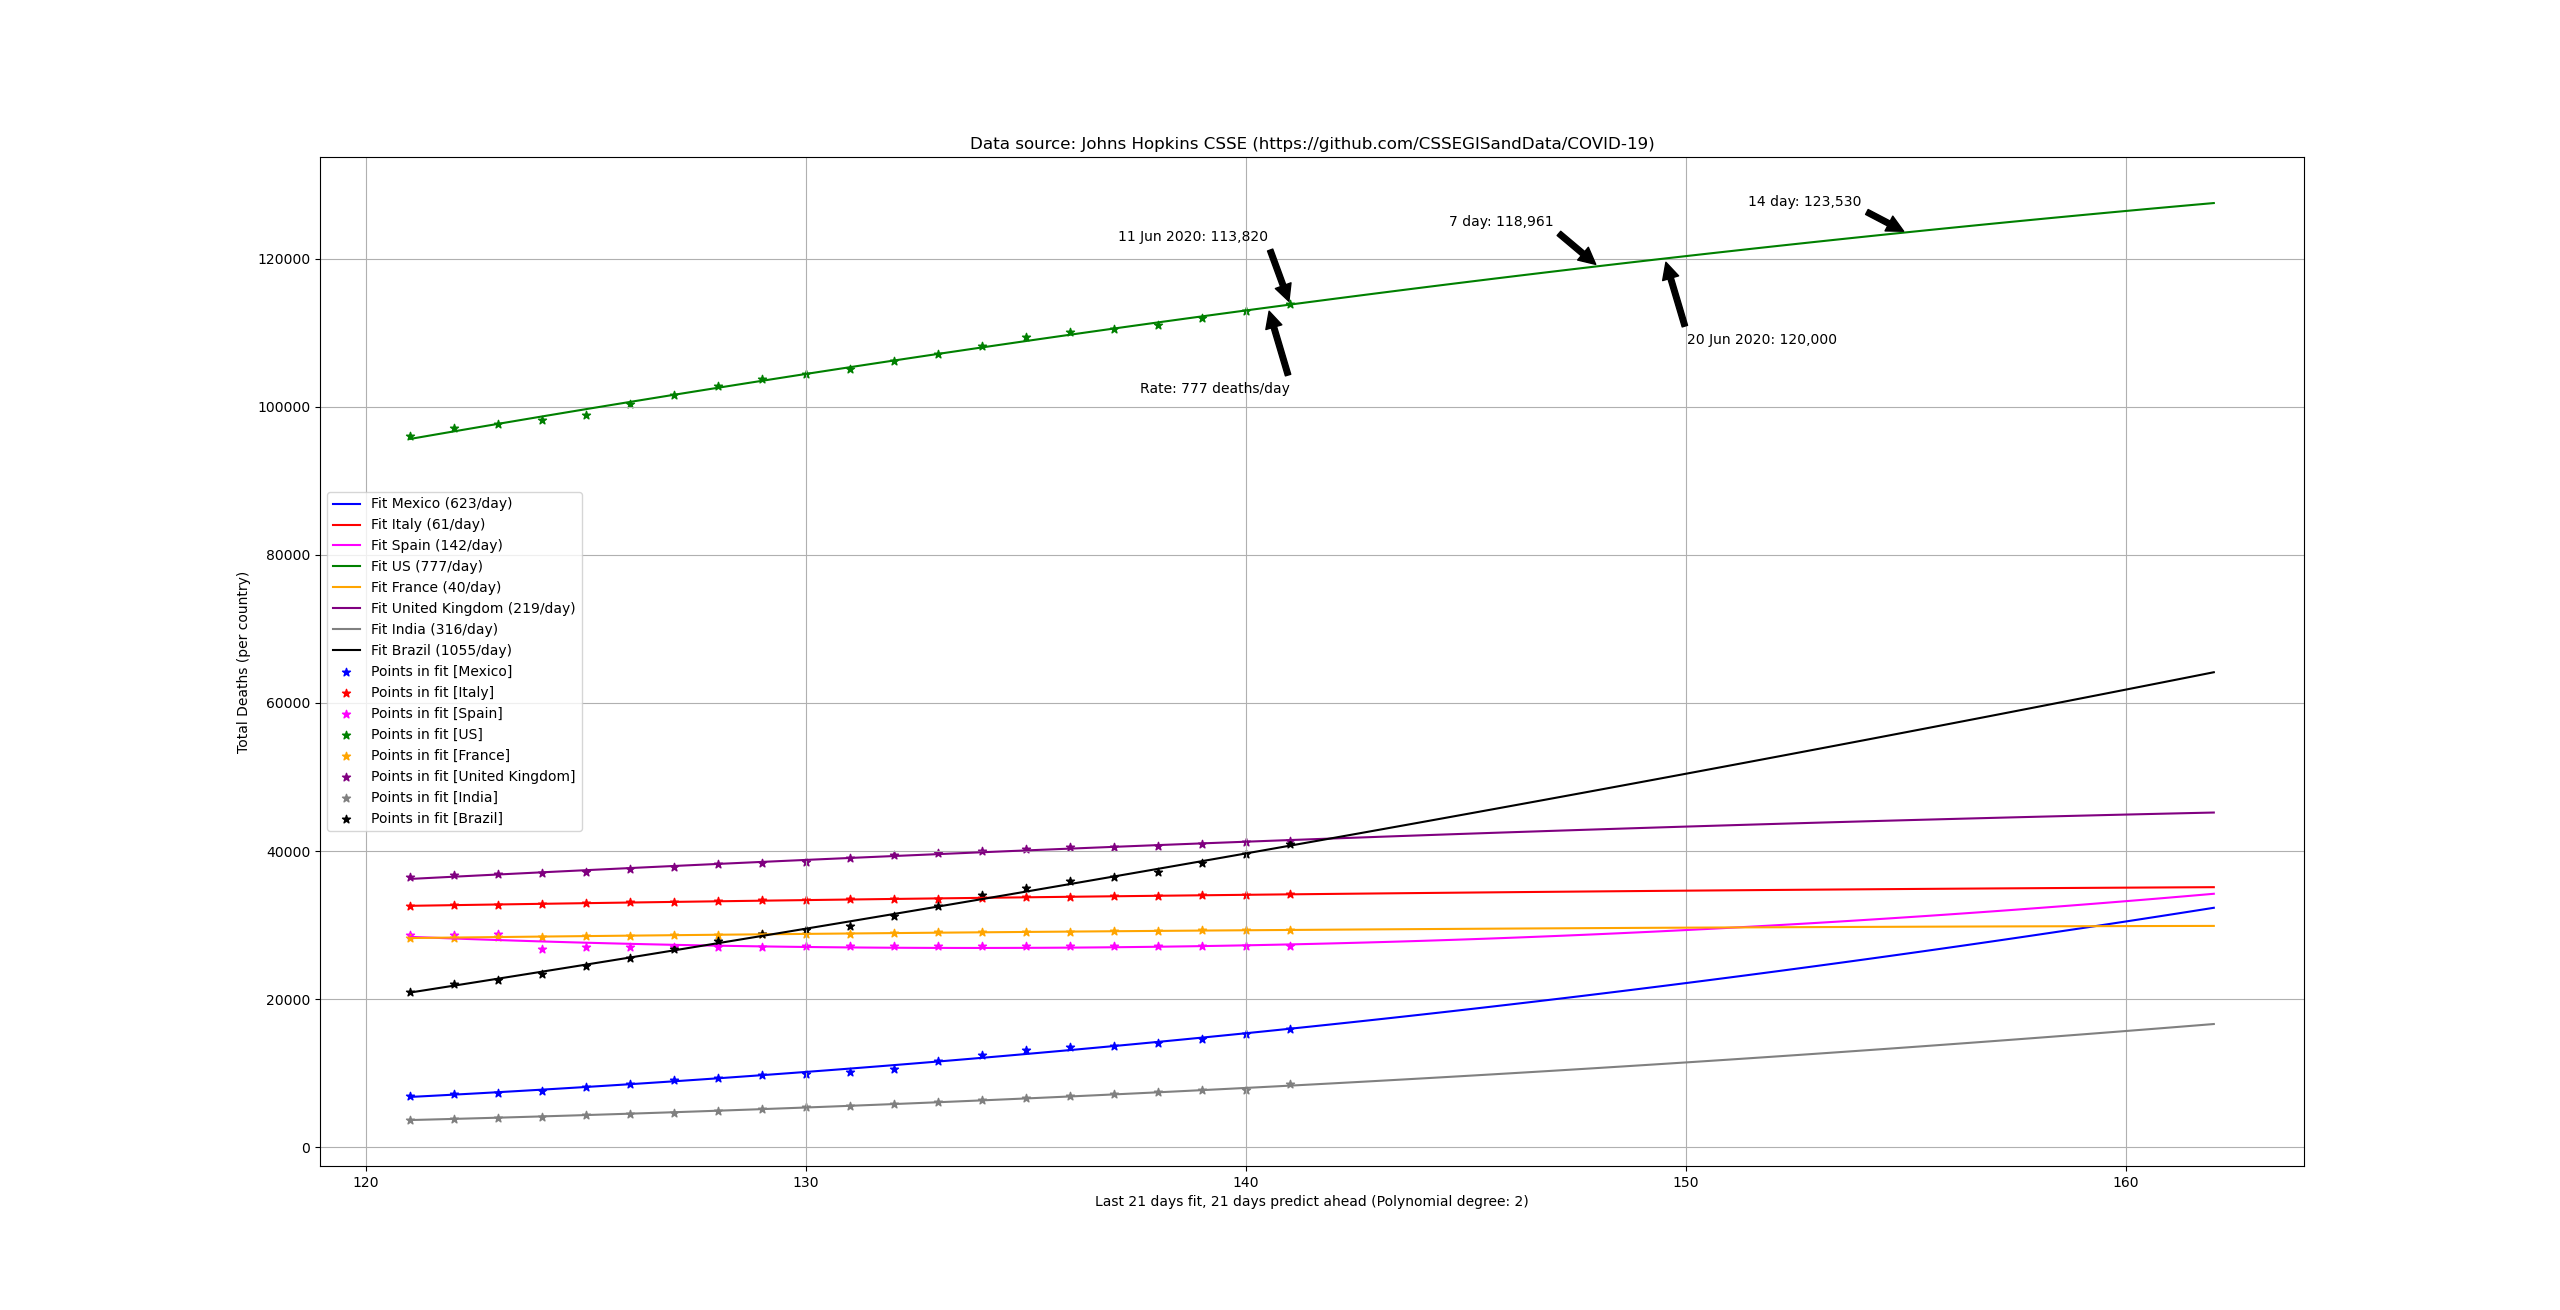 Data source: Johns Hopkins CSSE (https://github.com/CSSEGISandData/COVID-19)
14 day: 123,530
7 day: 118,961
11 Jun 2020: 113,820
20 Jun 2020: 120,000
Rate: 777 deaths/day
120000
100000
80000
60000
40000
20000
0
Total Deaths (per country)
Fit Mexico (623/day)
Fit Italy (61/day)
Fit Spain (142/day)
Fit US (777/day)
Fit France (40/day)
Fit United Kingdom (219/day)
Fit India (316/day)
Fit Brazil (1055/day)
Points in fit [Mexico]
Points in fit [Italy]
Points in fit [Spain]
Points in fit [US]
Points in fit [France]
Points in fit [United Kingdom]
Points in fit [India]
Points in fit [Brazil]
120 130 140 150 160
Last 21 days fit, 21 days predict ahead (Polynomial degree: 2)